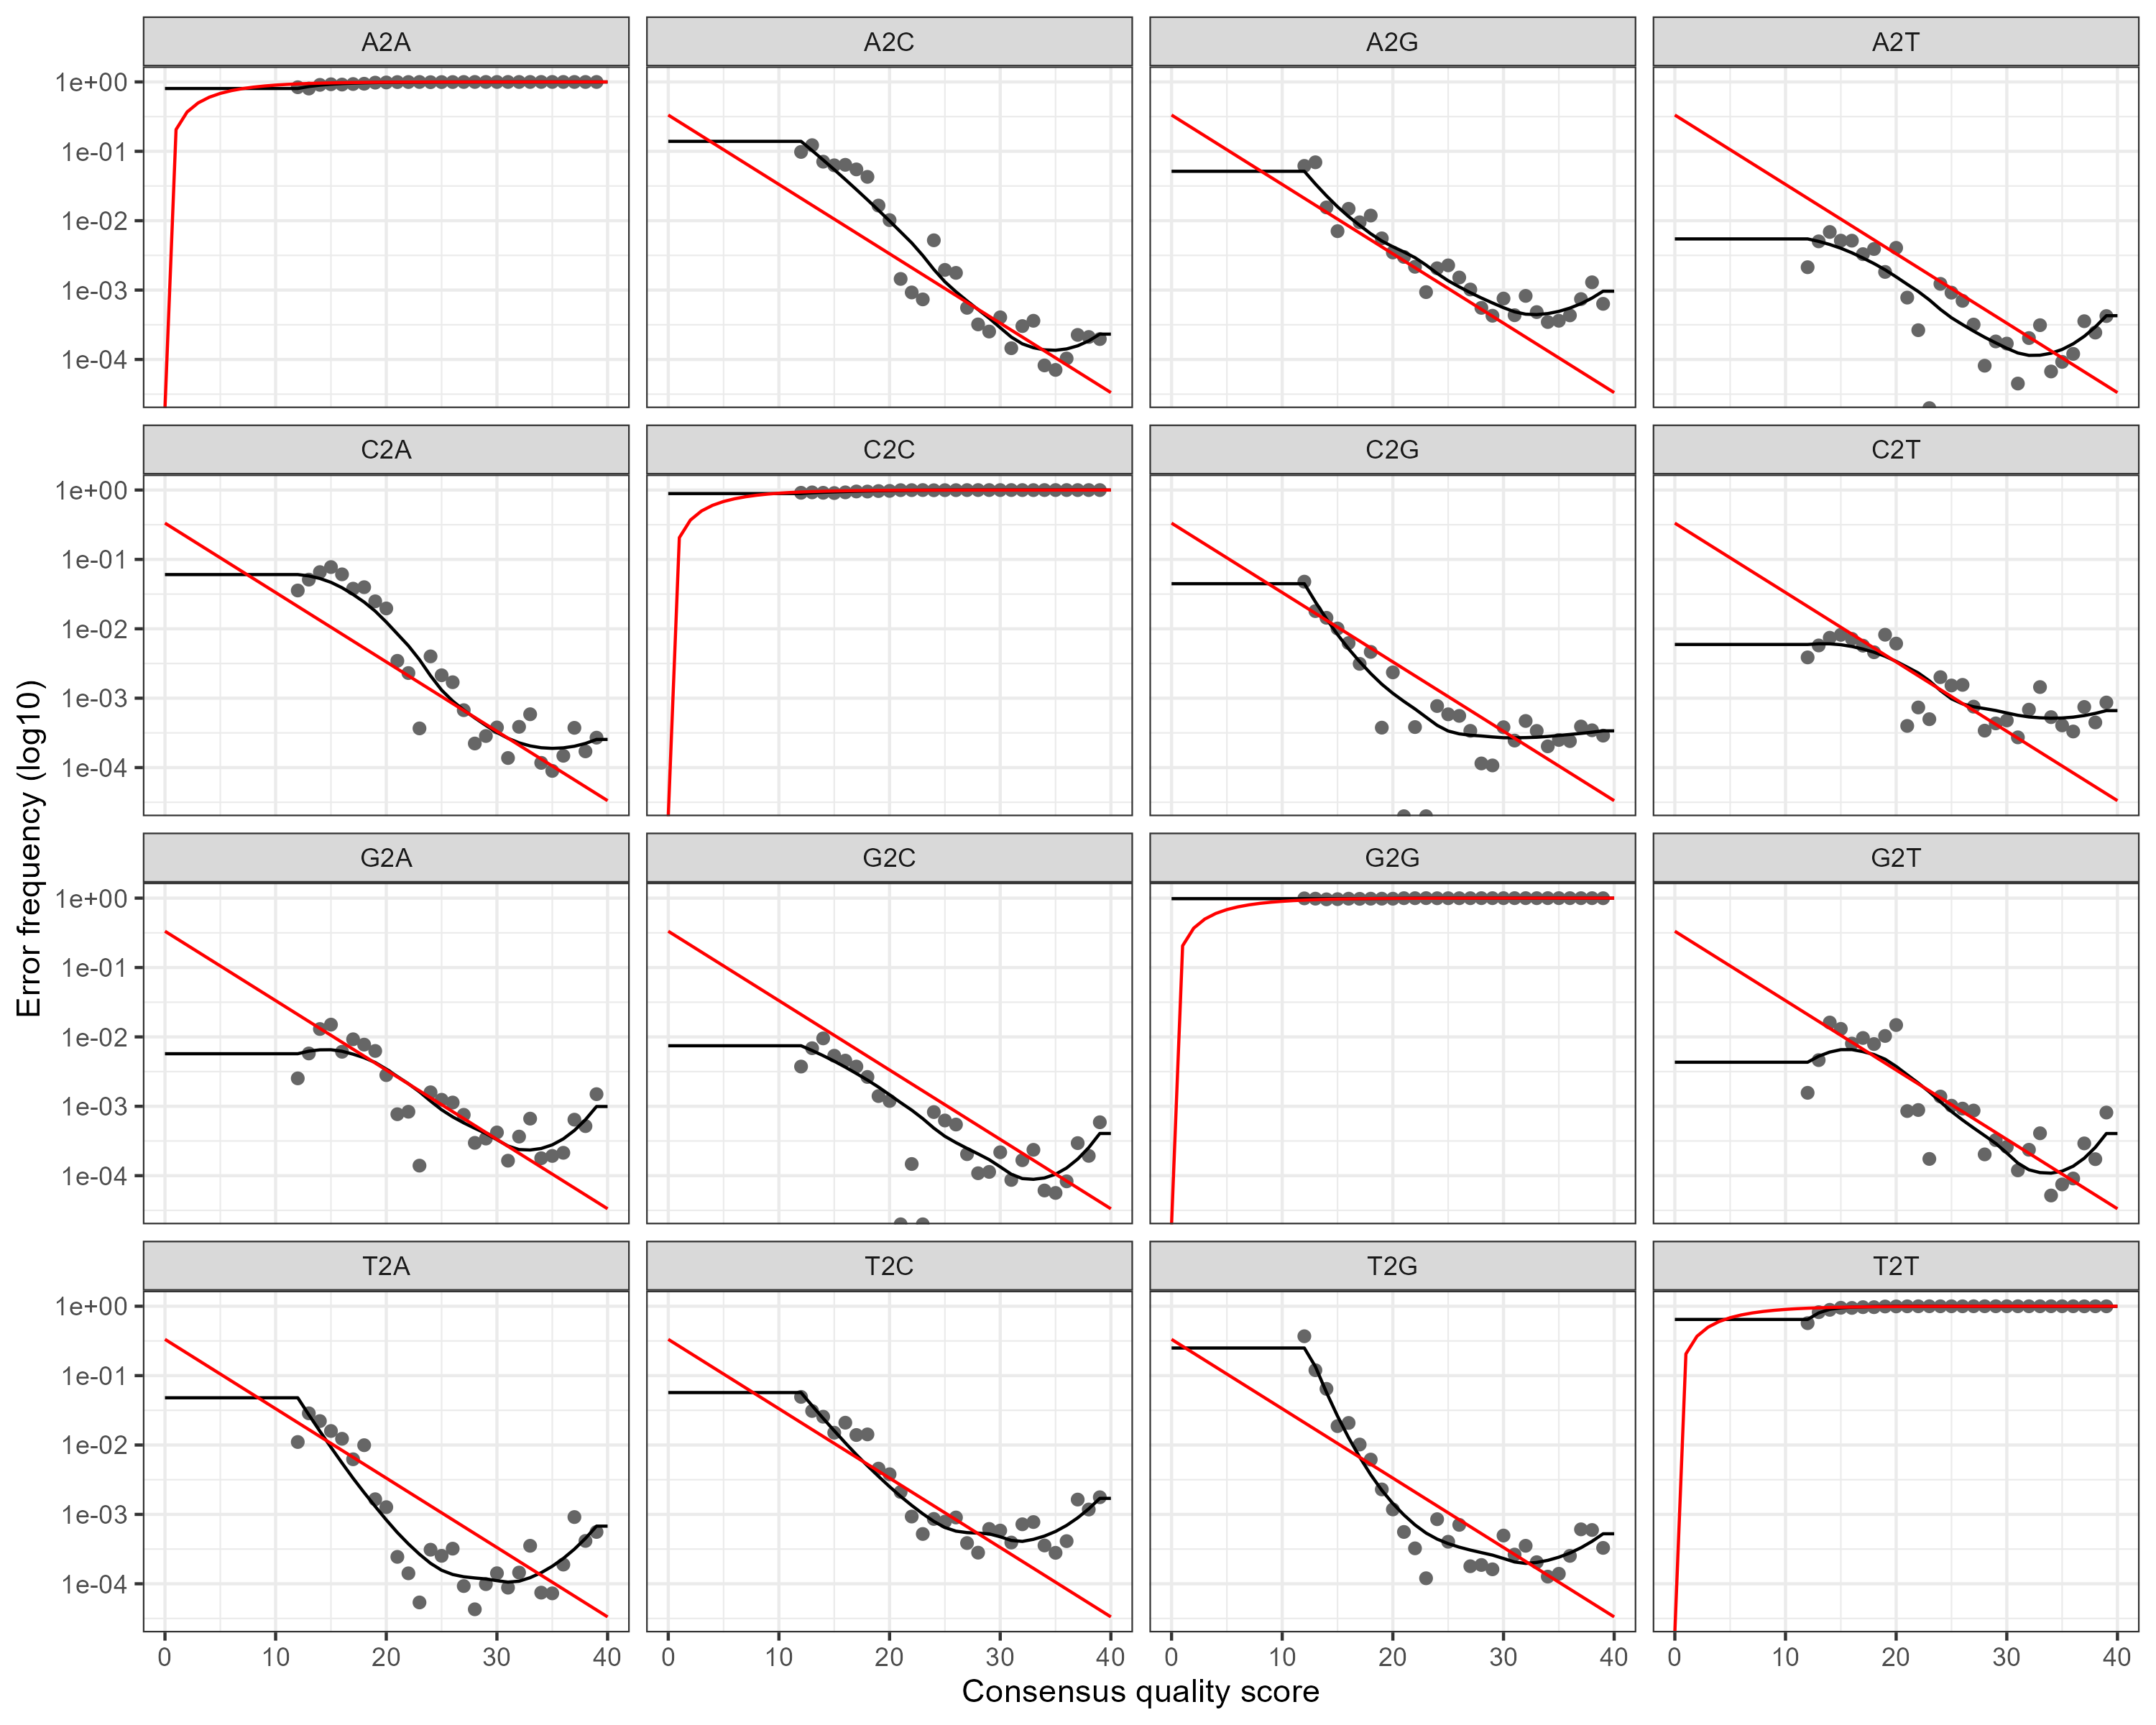 A2A A2C A2G A2T
1e+00
1e-01
1e-02
1e-03
1e-04
C2A C2C C2G C2T
1e+00
1e-01
1e-02
1e-03
1e-04
G2A G2C G2G G2T
1e+00
1e-01
1e-02
1e-03
1e-04
T2A T2C T2G T2T
1e+00
1e-01
1e-02
1e-03
1e-04
0 10 20 30 40 0 10 20 30 40 0 10 20 30 40 0 10 20 30 40
Consensus quality score
Error frequency (log10)